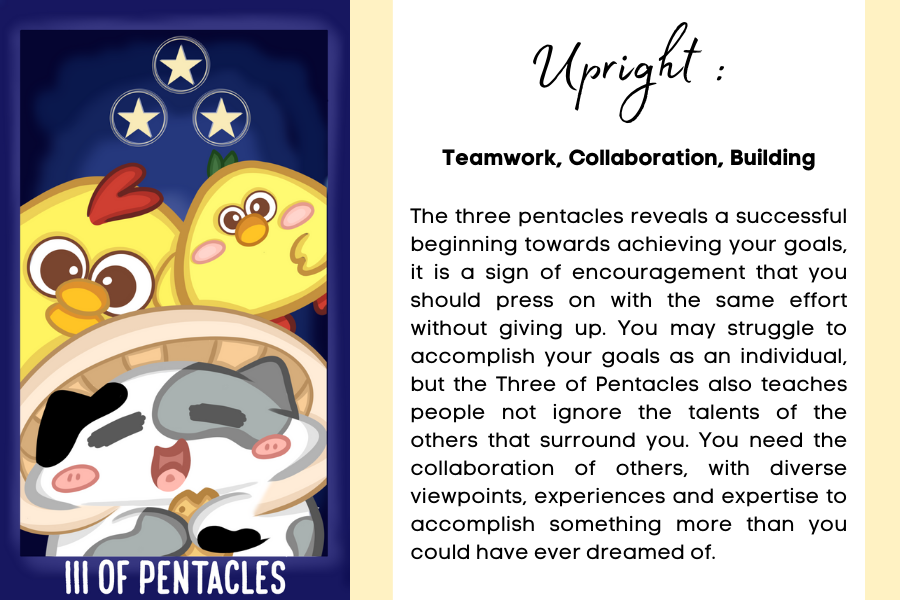 III OF PENTACLES
Upright :
Teamwork, Collaboration, Building
The three pentacles reveals a successful
beginning towards achieving your goals,
it is a sign of encouragement that you
should press on with the same effort
without giving up. You may struggle to
accomplish your goals as an individual,
but the Three of Pentacles also teaches
people not ignore the talents of the
others that surround you. You need the
collaboration of others, with diverse
viewpoints, experiences and expertise to
accomplish something more than you
could have ever dreamed of.